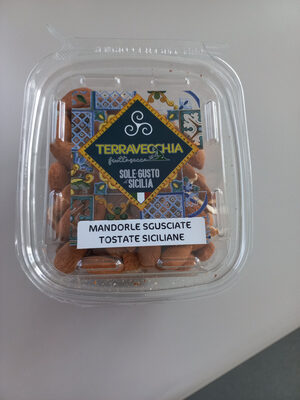 TERRAVECCHIA
fruttasecca
SOLE GUSTO
SICILIA
MANDORLE SGUSCIATE
TOSTATE SICILIANE